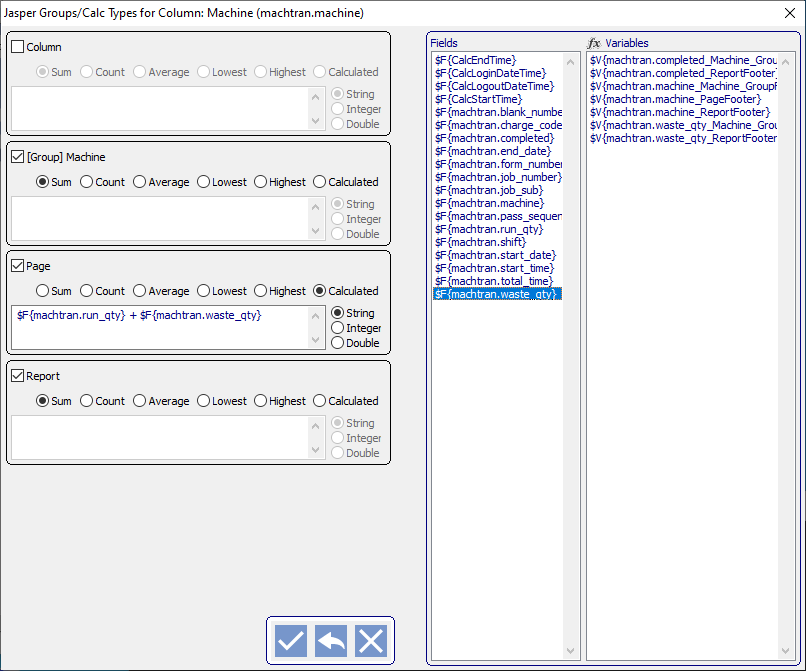 Jasper Groups/Calc Types for Column: Machine (machtran.machine)
Column
Sum Count Average Lowest Highest Calculated
String
Integer
Double
[Group] Machine
Sum Count Average Lowest Highest Calculated
String
Integer
Double
Page
Sum Count Average Lowest Highest Calculated
$F{machtran.run_qty} + $F{machtran.waste_qty}
String
Integer
Double
Report
Sum Count Average Lowest Highest Calculated
String
Integer
Double
Fields
$F{CalcEndTime}
$F{CalcLoginDateTime}
$F{CalcLogoutDateTime}
$F{CalcStartTime}
$F{machtran.blank_numbe
$F{machtran.charge_code
$F{machtran.completed}
$F{machtran.end_date}
$F{machtran.form_number
$F{machtran.job_number}
$F{machtran.job_sub}
$F{machtran.machine}
$F{machtran.pass_sequen
$F{machtran.run_qty}
$F{machtran.shift}
$F{machtran.start_date}
$F{machtran.start_time}
$F{machtran.total_time}
$F{machtran.waste_qty}
fx Variables
$V{machtran.completed_Machine_Grou
$V{machtran.completed_ReportFooter}
$V{machtran.machine_Machine_GroupF
$V{machtran.machine_PageFooter}
$V{machtran.machine_ReportFooter}
$V{machtran.waste_qty_Machine_Grou
$V{machtran.waste_qty_ReportFooter